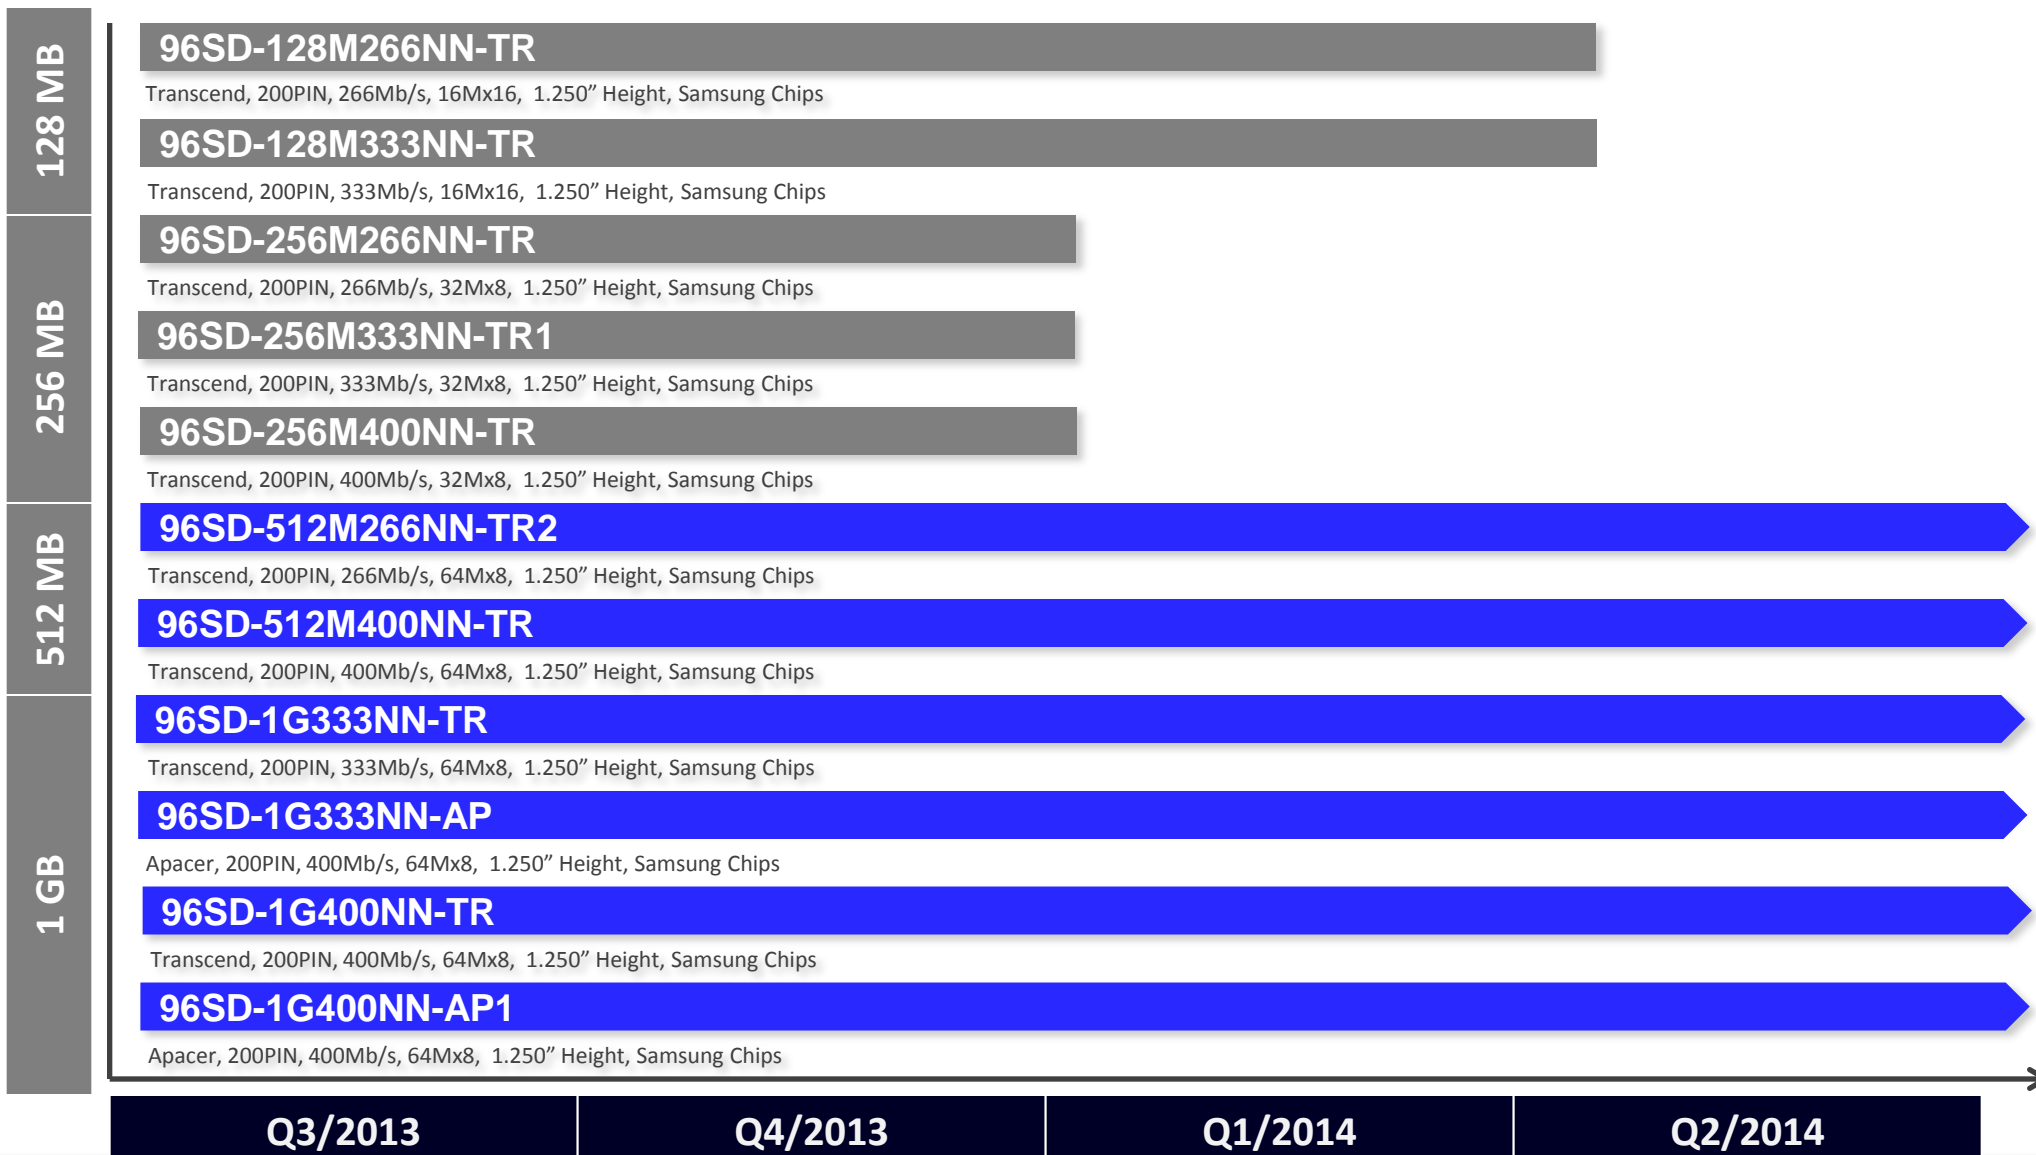 128 MB
96SD-128M266NN-TR
Transcend, 200PIN, 266Mb/s, 16Mx16, 1.250” Height, Samsung Chips
96SD-128M333NN-TR
Transcend, 200PIN, 333Mb/s, 16Mx16, 1.250” Height, Samsung Chips
256 MB
96SD-256M266NN-TR
Transcend, 200PIN, 266Mb/s, 32Mx8, 1.250” Height, Samsung Chips
96SD-256M333NN-TR1
Transcend, 200PIN, 333Mb/s, 32Mx8, 1.250” Height, Samsung Chips
96SD-256M400NN-TR
Transcend, 200PIN, 400Mb/s, 32Mx8, 1.250” Height, Samsung Chips
512 MB
96SD-512M266NN-TR2
Transcend, 200PIN, 266Mb/s, 64Mx8, 1.250” Height, Samsung Chips
96SD-512M400NN-TR
Transcend, 200PIN, 400Mb/s, 64Mx8, 1.250” Height, Samsung Chips
1 GB
96SD-1G333NN-TR
Transcend, 200PIN, 333Mb/s, 64Mx8, 1.250” Height, Samsung Chips
96SD-1G333NN-AP
Apacer, 200PIN, 400Mb/s, 64Mx8, 1.250” Height, Samsung Chips
96SD-1G400NN-TR
Transcend, 200PIN, 400Mb/s, 64Mx8, 1.250” Height, Samsung Chips
96SD-1G400NN-AP1
Apacer, 200PIN, 400Mb/s, 64Mx8, 1.250” Height, Samsung Chips
Q3/2013 Q4/2013 Q1/2014 Q2/2014